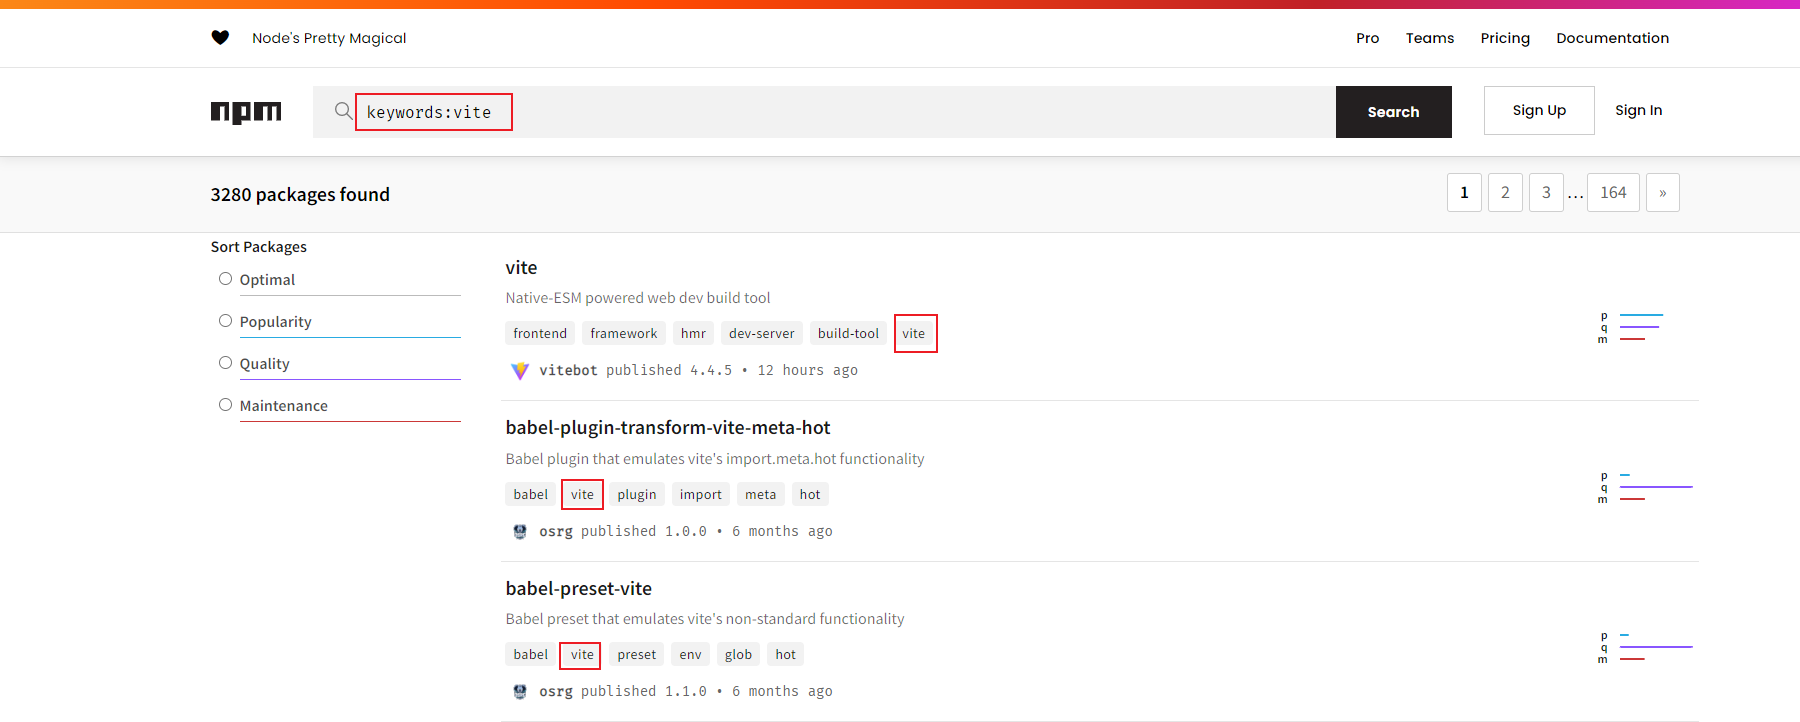 Node's Pretty Magical
Pro Teams Pricing Documentation
npm
keywords:vite
Search
Sign Up
Sign In
3280 packages found
1 2 3 ... 164 »
Sort Packages
Optimal
Popularity
Quality
Maintenance
vite
Native-ESM powered web dev build tool
frontend framework hmr dev-server build-tool vite
vitebot published 4.4.5 • 12 hours ago
p
q
m
babel-plugin-transform-vite-meta-hot
Babel plugin that emulates vite's import.meta.hot functionality
babel vite plugin import meta hot
osrg published 1.0.0 • 6 months ago
p
q
m
babel-preset-vite
Babel preset that emulates vite's non-standard functionality
babel vite preset env glob hot
osrg published 1.1.0 • 6 months ago
p
q
m